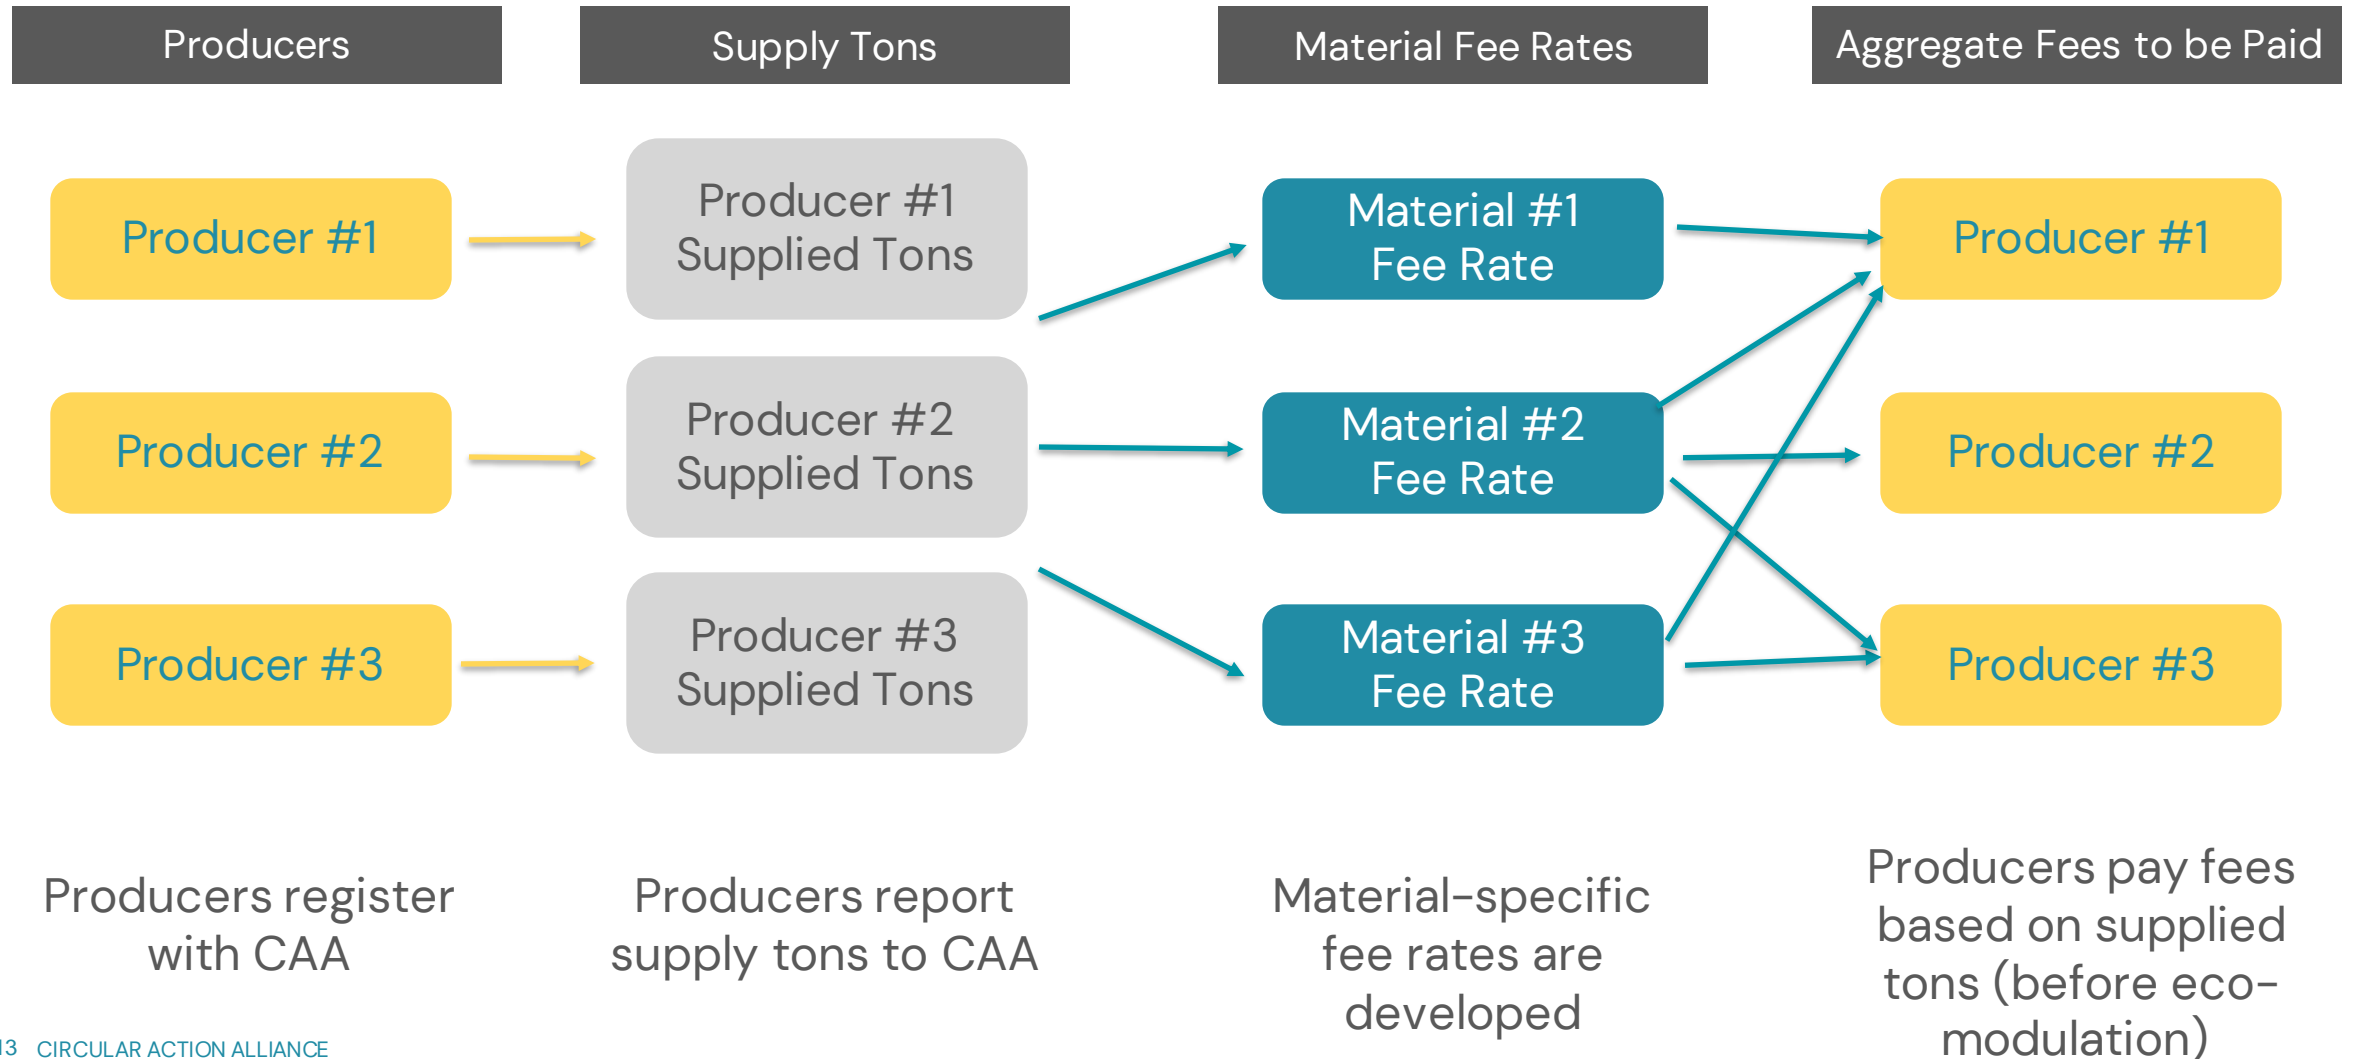 Producers
Supply Tons
Material Fee Rates
Aggregate Fees to be Paid
Producer #1
Producer #1
Supplied Tons
Material #1
Fee Rate
Producer #1
Producer #2
Producer #2
Supplied Tons
Material #2
Fee Rate
Producer #2
Producer #3
Producer #3
Supplied Tons
Material #3
Fee Rate
Producer #3
Producers register
with CAA
Producers report
supply tons to CAA
Material-specific
fee rates are
developed
Producers pay fees
based on supplied
tons (before eco-
modulation)
13 CIRCULAR ACTION ALLIANCE